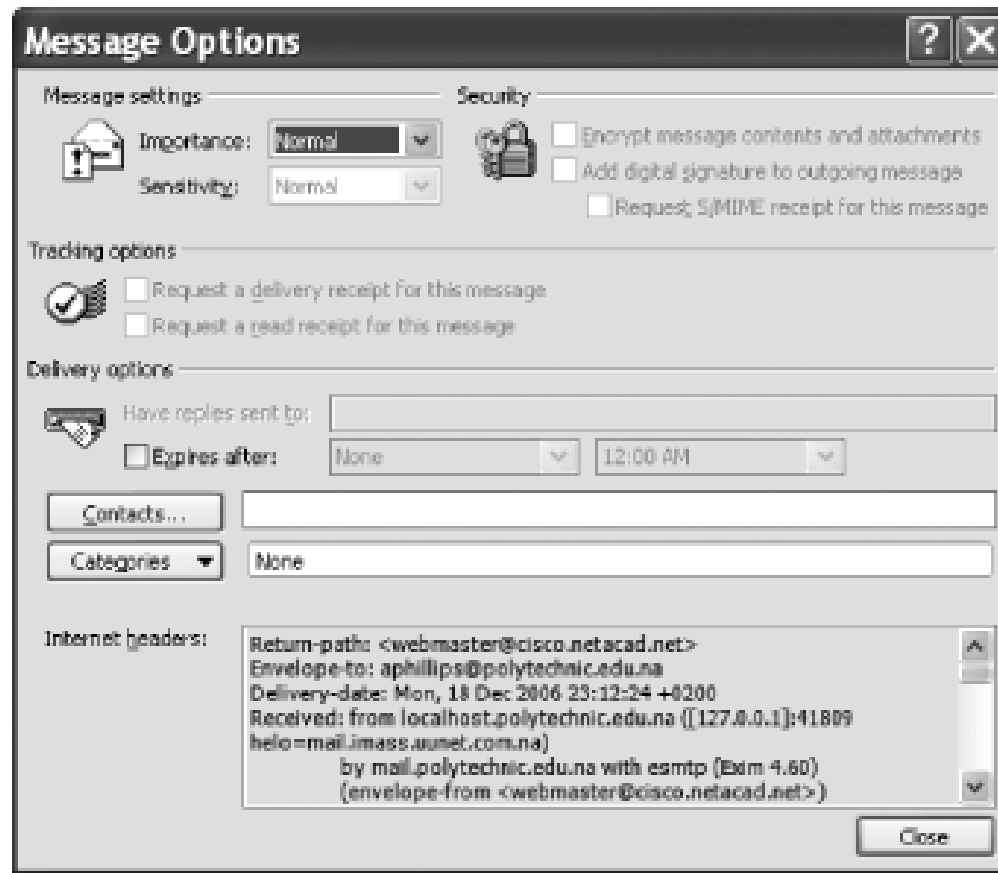 Message Options
Message settings
Security
Importance: Normal
Encrypt message contents and attachments
Sensitivity: Normal
Add digital signature to outgoing message
Request S/MIME receipt for this message
Tracking options
Request a delivery receipt for this message
Request a read receipt for this message
Delivery options
Have replies sent to:
Expires after: None 12:00 AM
Contacts...
Categories None
Internet headers:
Return-path: <webmaster@cisco.netacad.net>
Envelope-to: aphillips@polytechnic.edu.na
Delivery-date: Mon, 18 Dec 2006 23:12:24 +0200
Received: from localhost.polytechnic.edu.na ([127.0.0.1]:41809
helo=mail.imass.uunet.com.na)
by mail.polytechnic.edu.na with esmtp (Exim 4.60)
(envelope-from <webmaster@cisco.netacad.net>)
Close